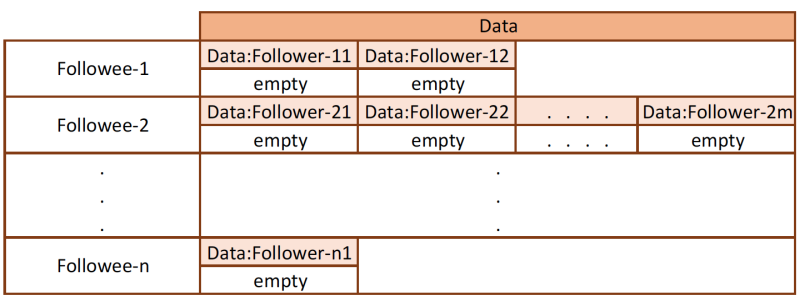 Data
Followee-1
Data:Follower-11 Data:Follower-12
empty empty
Followee-2
Data:Follower-21 Data:Follower-22 . . . . Data:Follower-2m
empty empty . . . . empty
. .
. .
. .
Followee-n
Data:Follower-n1
empty